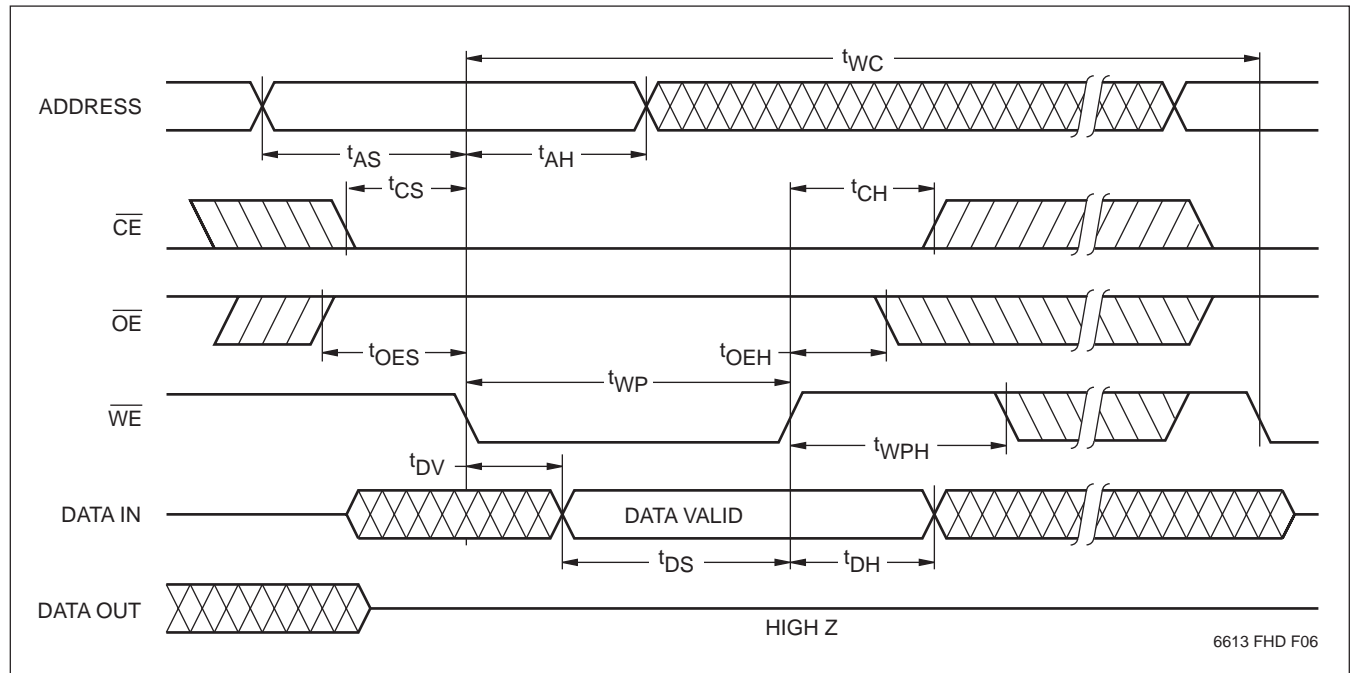 tWC
ADDRESS
tAS
tAH
tCS
tCH
CE
OE
tOES
tOEH
tWP
WE
tWPH
tDV
DATA IN
DATA VALID
tDS
tDH
DATA OUT
HIGH Z
6613 FHD F06